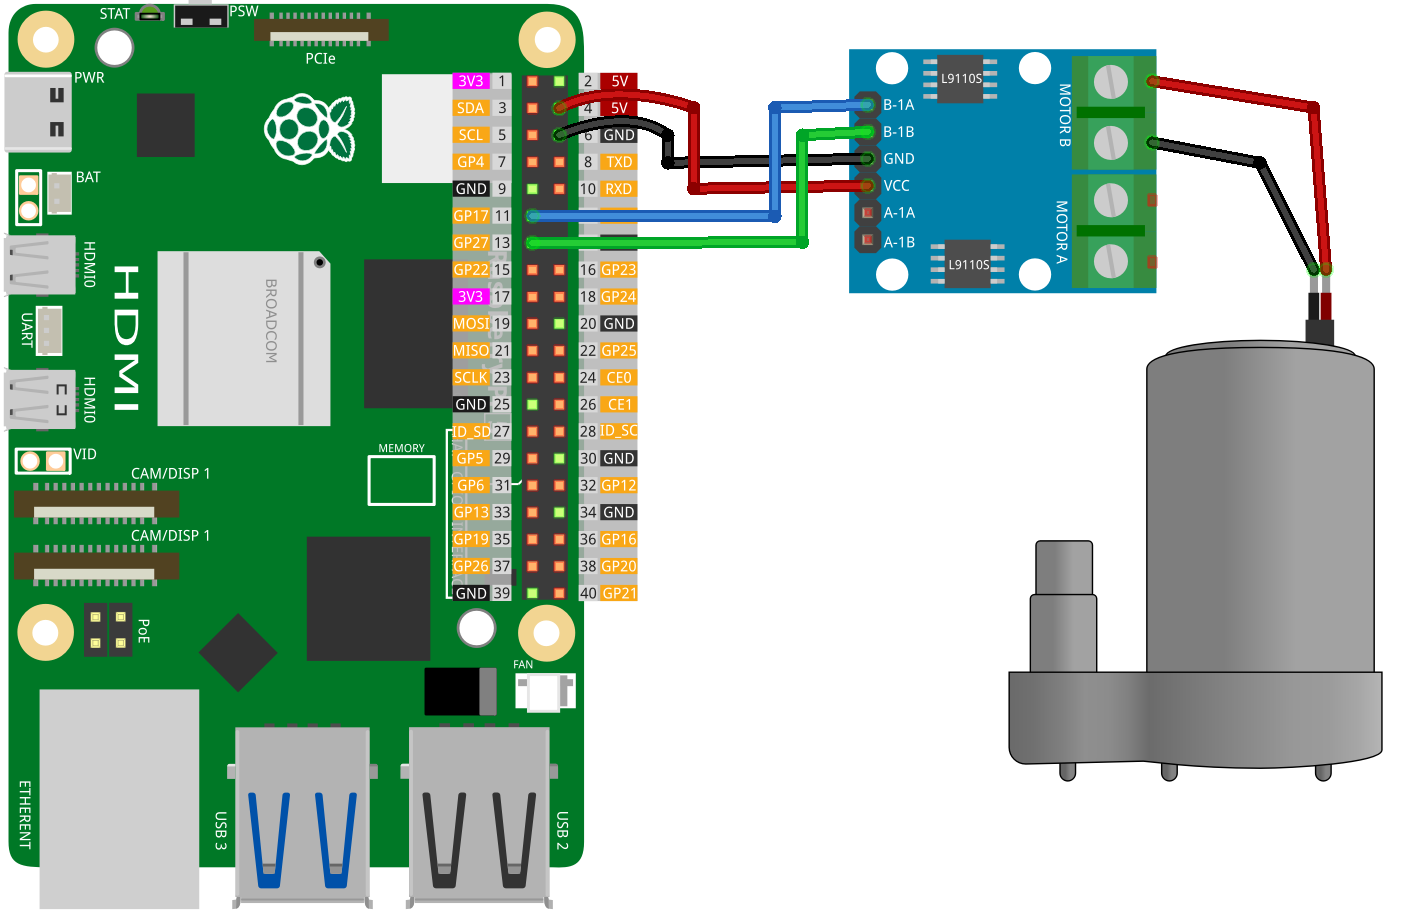 STAT
PSW
PCIe
PWR
BAT
HDMI0
UART
HDMI0
HDMI
BROADCOM
VID
MEMORY
CAM/DISP 1
CAM/DISP 1
PoE
FAN
ETHERENT
USB 3
USB 2
3V3 1 2 5V
SDA 3 4 5V
SCL 5 6 GND
GP4 7 8 TXD
GND 9 10 RXD
GP17 11
GP27 13
GP22 15 16 GP23
3V3 17 18 GP24
MOSI 19 20 GND
MISO 21 22 GP25
SCLK 23 24 CE0
GND 25 26 CE1
ID_SD 27 28 ID_SC
GP5 29 30 GND
GP6 31 32 GP12
GP13 33 34 GND
GP19 35 36 GP16
GP26 37 38 GP20
GND 39 40 GP21
L9110S
B-1A
B-1B
GND
VCC
A-1A
A-1B
L9110S
MOTOR B
MOTOR A